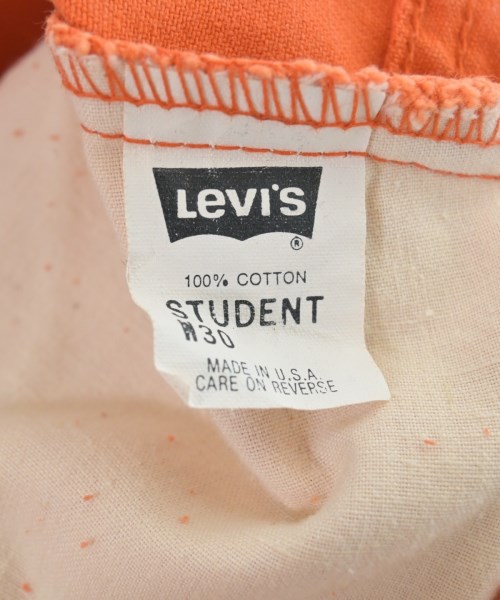 Levi's
®
100% COTTON
STUDENT
W30
MADE IN U.S.A.
CARE ON REVERSE